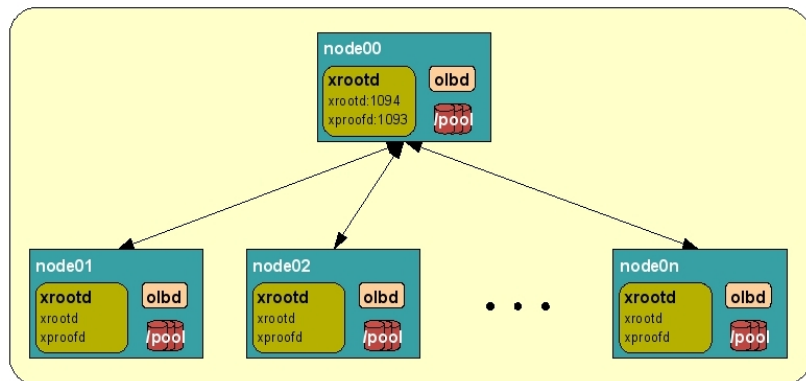 node00
xrootd
olbd
xrootd:1094
xproofd:1093
/pool
node01
xrootd
olbd
xrootd
xproofd
/pool
node02
xrootd
olbd
xrootd
xproofd
/pool
node0n
xrootd
olbd
xrootd
xproofd
/pool